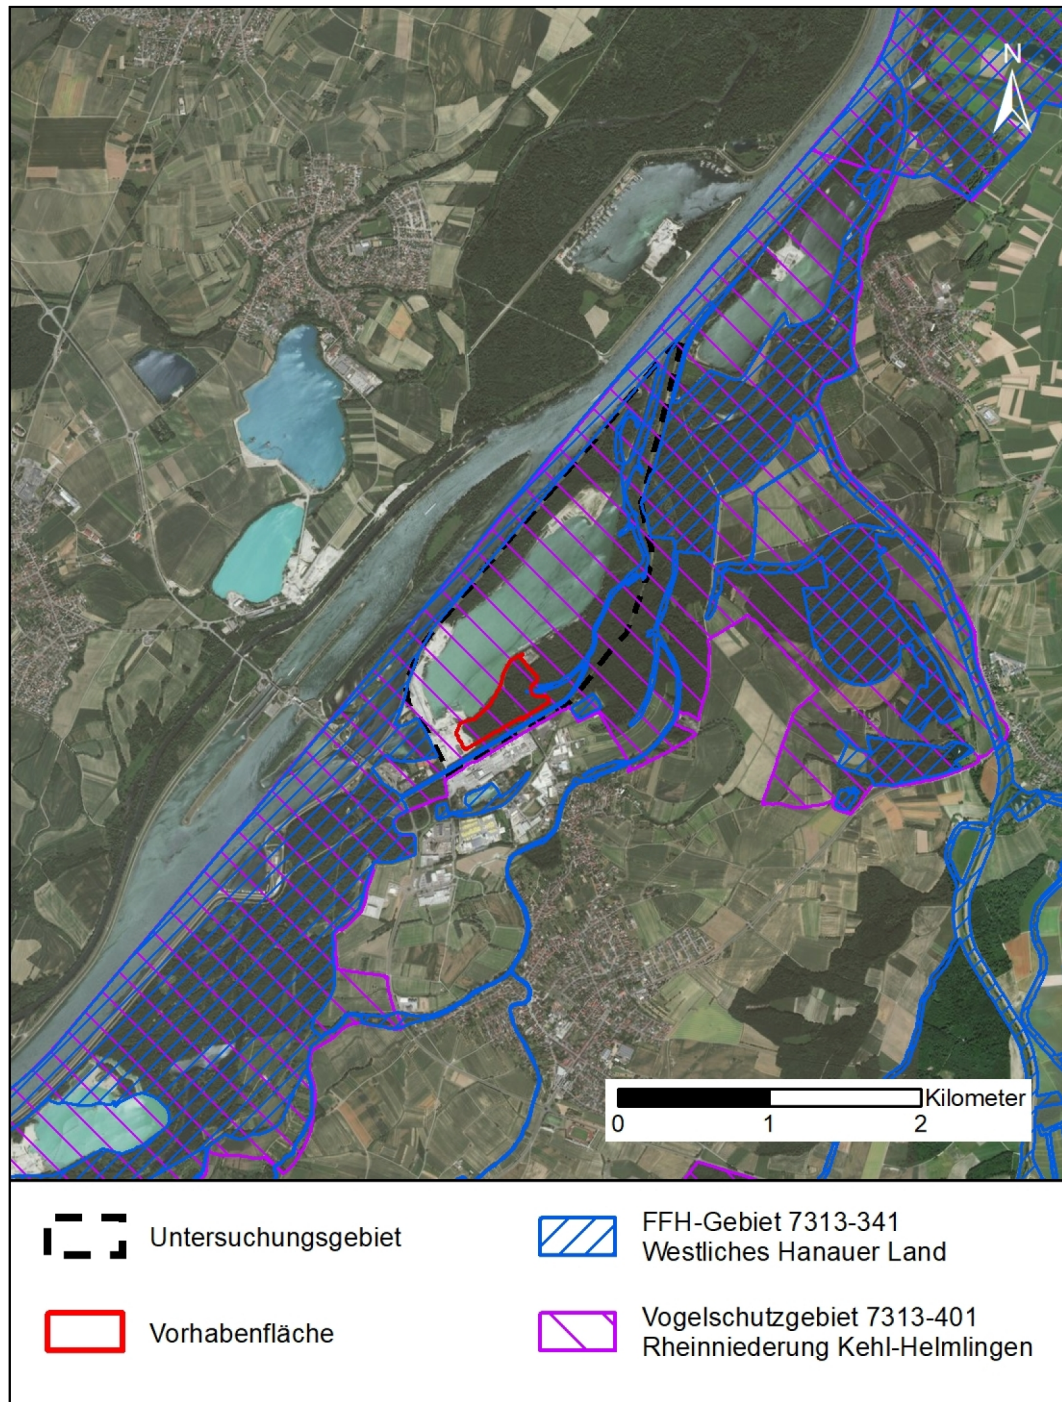 N
Kilometer
0 1 2
Untersuchungsgebiet
FFH-Gebiet 7313-341
Westliches Hanauer Land
Vorhabenfläche
Vogelschutzgebiet 7313-401
Rheinniederung Kehl-Helmlingen